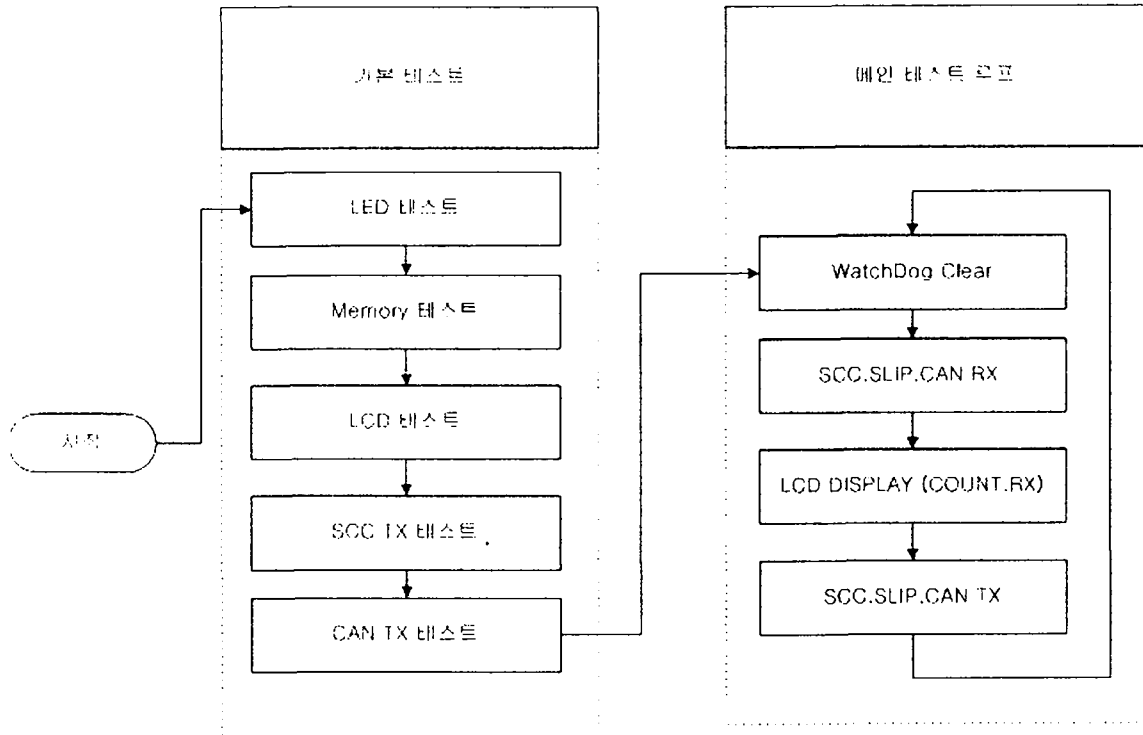 기본 테스트
메인 테스트 루프
LED 테스트
WatchDog Clear
Memory 테스트
SCC.SLIP.CAN RX
LCD 테스트
시작
LCD DISPLAY (COUNT.RX)
SCC TX 테스트
SCC.SLIP.CAN TX
CAN TX 테스트